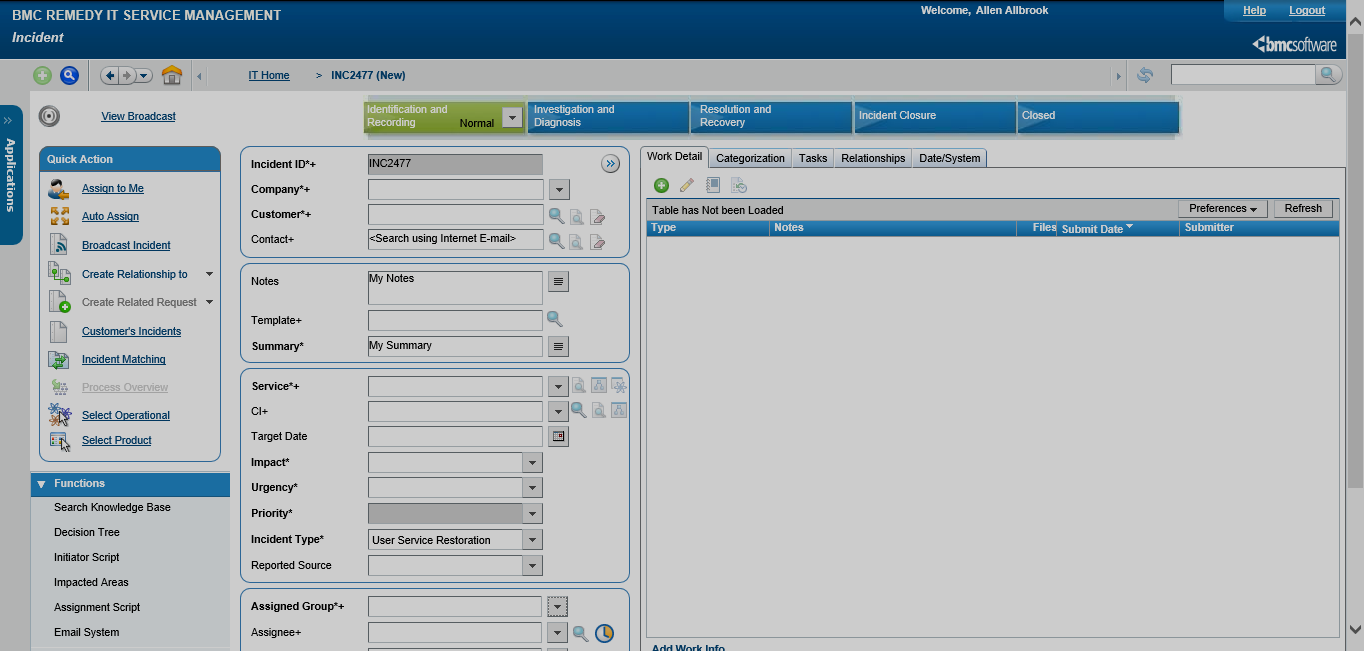 BMC REMEDY IT SERVICE MANAGEMENT
Welcome, Allen Allbrook
Help
Logout
Incident
bmcsoftware
IT Home > INC2477 (New)
Applications
View Broadcast
Identification and Recording Normal
Investigation and Diagnosis
Resolution and Recovery
Incident Closure
Closed
Quick Action
Assign to Me
Auto Assign
Broadcast Incident
Create Relationship to
Create Related Request
Customer's Incidents
Incident Matching
Process Overview
Select Operational
Select Product
Functions
Search Knowledge Base
Decision Tree
Initiator Script
Impacted Areas
Assignment Script
Email System
Incident ID*+ INC2477
Company*+
Customer*+
Contact+ <Search using Internet E-mail>
Notes My Notes
Template+
Summary* My Summary
Service*+
CI+
Target Date
Impact*
Urgency*
Priority*
Incident Type* User Service Restoration
Reported Source
Assigned Group*+
Assignee+
Work Detail Categorization Tasks Relationships Date/System
Table has Not been Loaded
Preferences Refresh
Type Notes Files Submit Date Submitter
Add Work Info